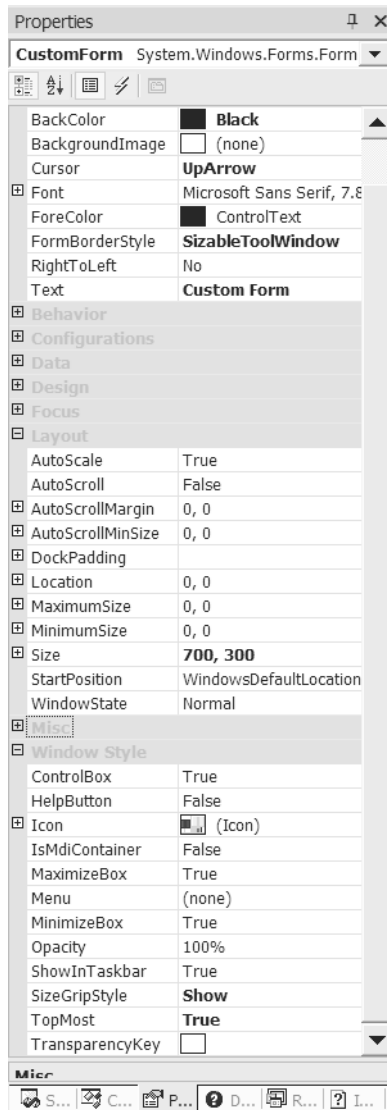 Properties
CustomForm System.Windows.Forms.Form
BackColor Black
BackgroundImage (none)
Cursor UpArrow
Font Microsoft Sans Serif, 7.8
ForeColor ControlText
FormBorderStyle SizableToolWindow
RightToLeft No
Text Custom Form
Behavior
Configurations
Data
Design
Focus
Layout
AutoScale True
AutoScroll False
AutoScrollMargin 0, 0
AutoScrollMinSize 0, 0
DockPadding
Location 0, 0
MaximumSize 0, 0
MinimumSize 0, 0
Size 700, 300
StartPosition WindowsDefaultLocation
WindowState Normal
Misc
Window Style
ControlBox True
HelpButton False
Icon (Icon)
IsMdiContainer False
MaximizeBox True
Menu (none)
MinimizeBox True
Opacity 100%
ShowInTaskbar True
SizeGripStyle Show
TopMost True
TransparencyKey
Misc
S... C... P... D... R... I...